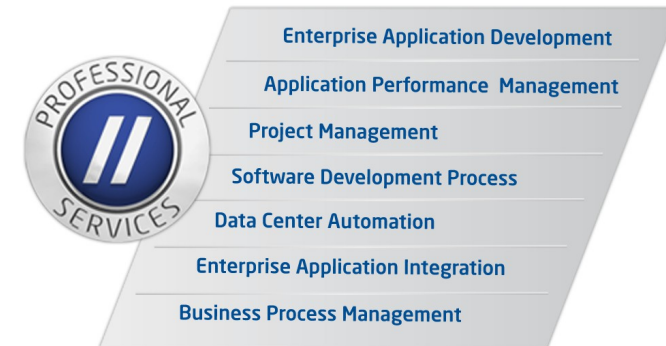 PROFESSIONAL
SERVICES
Enterprise Application Development
Application Performance Management
Project Management
Software Development Process
Data Center Automation
Enterprise Application Integration
Business Process Management